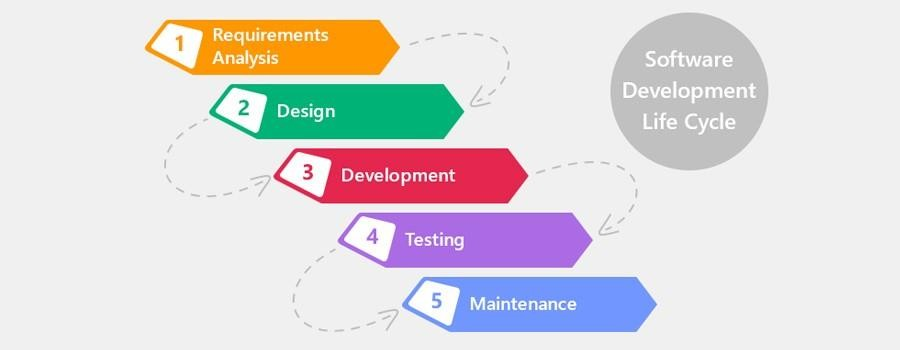 1
Requirements
Analysis
2
Design
3
Development
4
Testing
5
Maintenance
Software
Development
Life Cycle